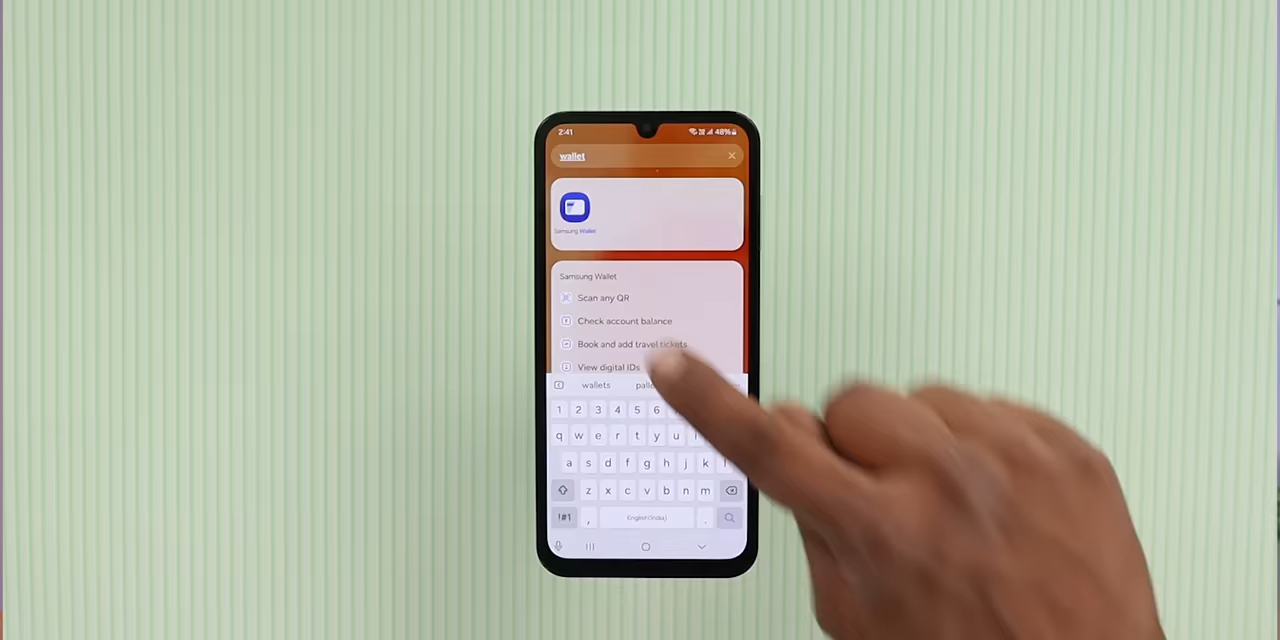 2:41 48%
wallet
Samsung Wallet
Samsung Wallet
Scan any QR
Check account balance
Book and add travel tickets
View digital IDs
wallets
1 2 3 4 5 6
q w e r t y u
a s d f g h j k l
z x c v b n m
!#1 , English(India) .